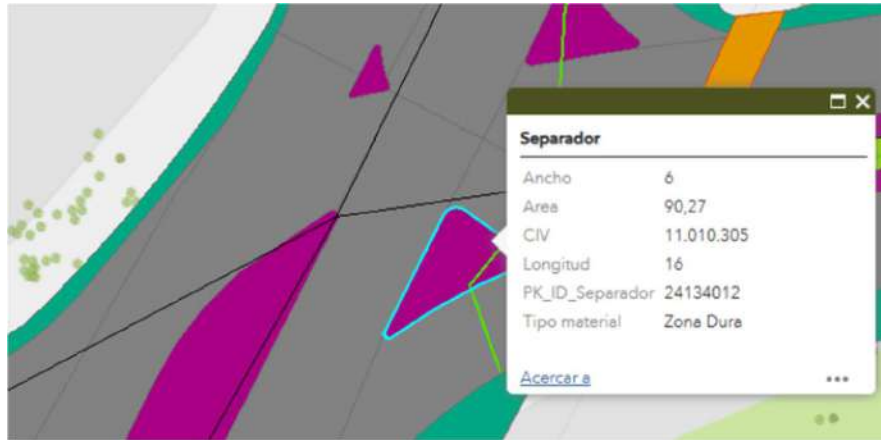 Separador
Ancho 6
Area 90,27
CIV 11.010.305
Longitud 16
PK_ID_Separador 24134012
Tipo material Zona Dura
Acercar a